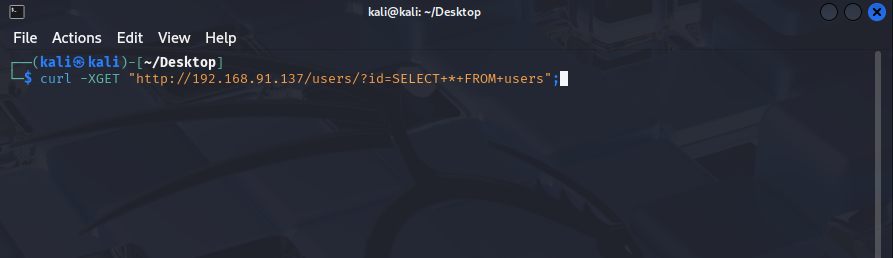 kali@kali: ~/Desktop
File Actions Edit View Help
┌──(kali㉿kali)-[~/Desktop]
└─$ curl -XGET "http://192.168.91.137/users/?id=SELECT+*+FROM+users";